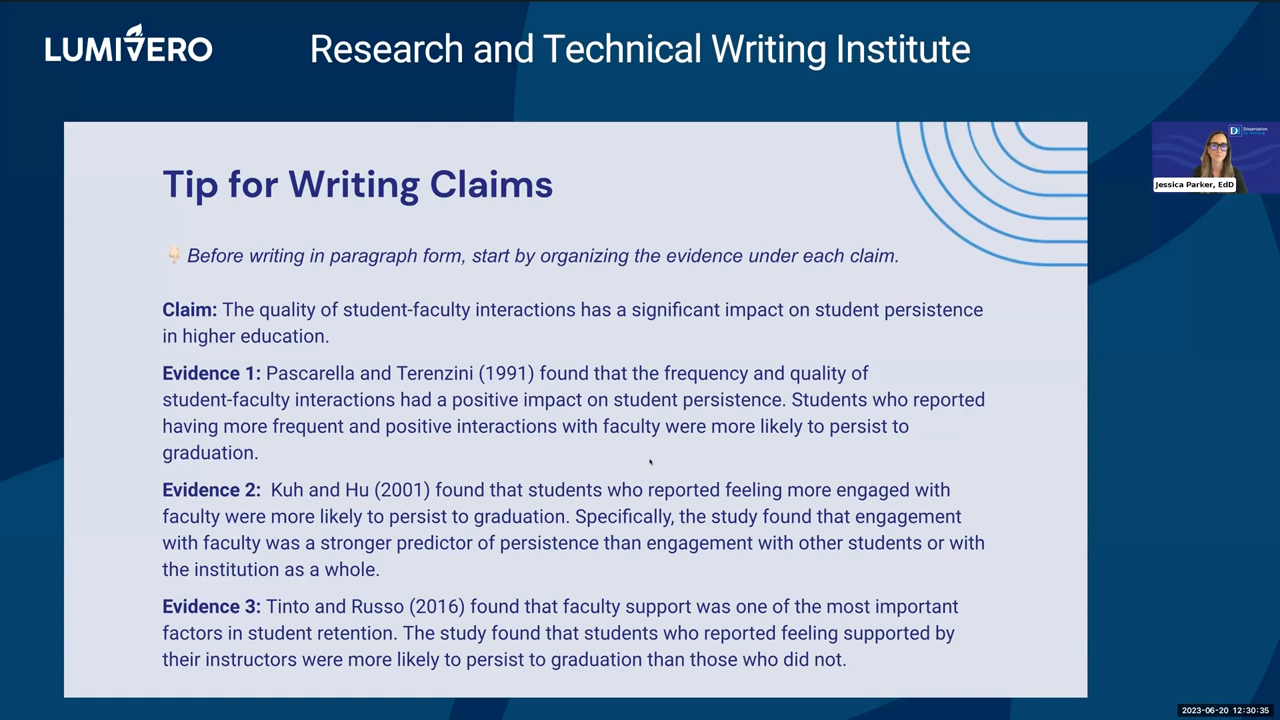 LUMIVERO
Research and Technical Writing Institute
Tip for Writing Claims
Before writing in paragraph form, start by organizing the evidence under each claim.
Claim: The quality of student-faculty interactions has a significant impact on student persistence
in higher education.
Evidence 1: Pascarella and Terenzini (1991) found that the frequency and quality of
student-faculty interactions had a positive impact on student persistence. Students who reported
having more frequent and positive interactions with faculty were more likely to persist to
graduation.
Evidence 2:  Kuh and Hu (2001) found that students who reported feeling more engaged with
faculty were more likely to persist to graduation. Specifically, the study found that engagement
with faculty was a stronger predictor of persistence than engagement with other students or with
the institution as a whole.
Evidence 3: Tinto and Russo (2016) found that faculty support was one of the most important
factors in student retention. The study found that students who reported feeling supported by
their instructors were more likely to persist to graduation than those who did not.
Dissertation
Jessica Parker, EdD
2023-06-20 12:30:35